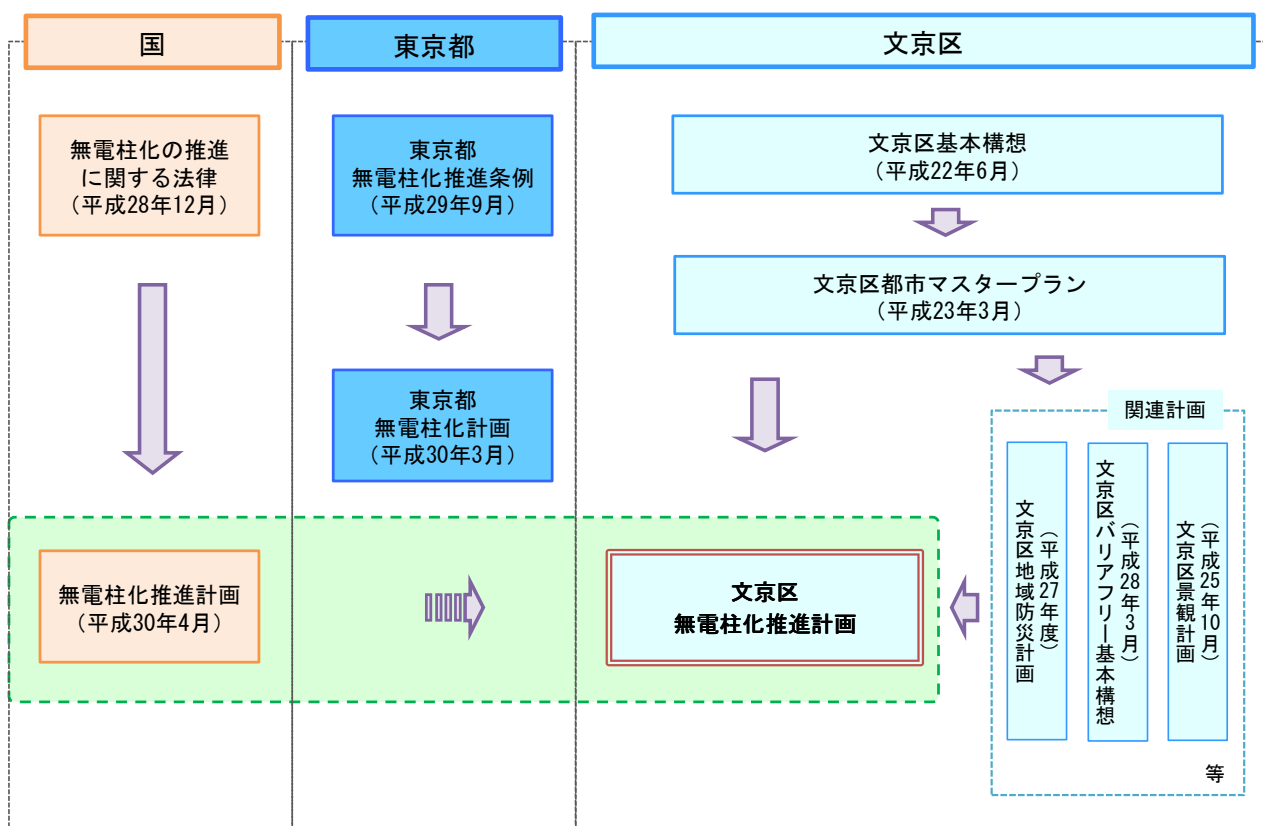 国
東京都
文京区
無電柱化の推進
に関する法律
(平成28年12月)
東京都
無電柱化推進条例
(平成29年9月)
文京区基本構想
(平成22年6月)
文京区都市マスタープラン
(平成23年3月)
東京都
無電柱化計画
(平成30年3月)
関連計画
(平成25年10月)
文京区景観計画
(平成28年3月)
文京区バリアフリー基本構想
(平成27年度)
文京区地域防災計画
等
無電柱化推進計画
(平成30年4月)
文京区
無電柱化推進計画